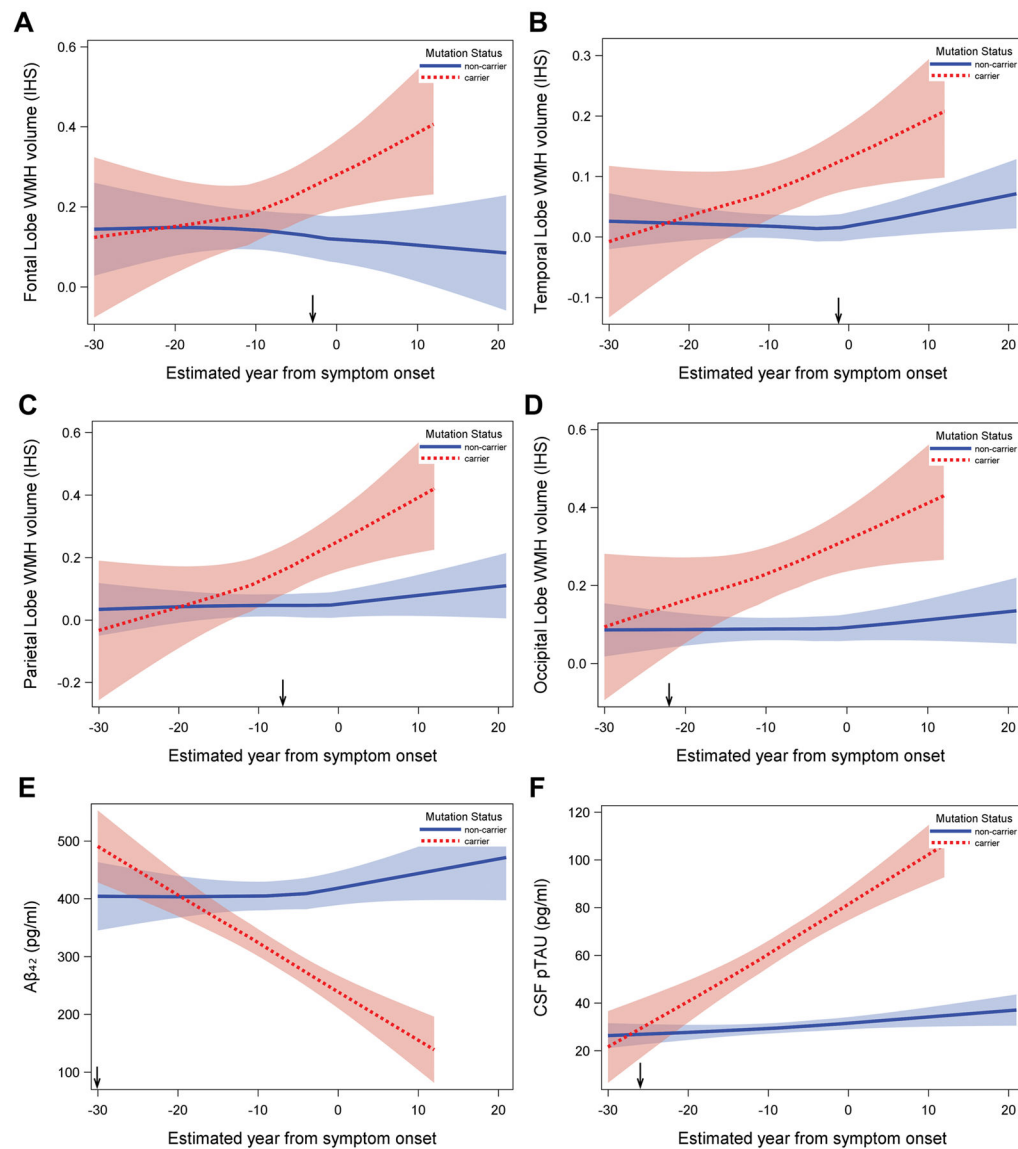 A
Fontal Lobe WMH volume (IHS)
0.6
0.4
0.2
0.0
Mutation Status
non-carrier
carrier
-30 -20 -10 0 10 20
Estimated year from symptom onset
B
Temporal Lobe WMH volume (IHS)
0.3
0.2
0.1
0.0
-0.1
Mutation Status
non-carrier
carrier
-30 -20 -10 0 10 20
Estimated year from symptom onset
C
Parietal Lobe WMH volume (IHS)
0.6
0.4
0.2
0.0
-0.2
Mutation Status
non-carrier
carrier
-30 -20 -10 0 10 20
Estimated year from symptom onset
D
Occipital Lobe WMH volume (IHS)
0.6
0.4
0.2
0.0
Mutation Status
non-carrier
carrier
-30 -20 -10 0 10 20
Estimated year from symptom onset
E
Aβ₄₂ (pg/ml)
500
400
300
200
100
Mutation Status
non-carrier
carrier
-30 -20 -10 0 10 20
Estimated year from symptom onset
F
CSF pTAU (pg/ml)
120
100
80
60
40
20
Mutation Status
non-carrier
carrier
-30 -20 -10 0 10 20
Estimated year from symptom onset